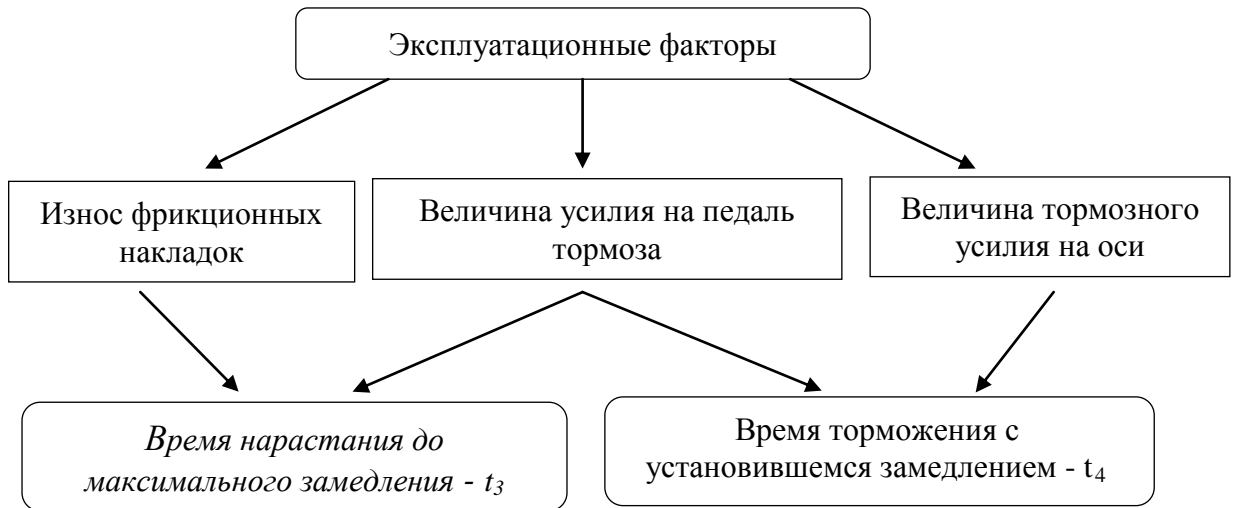 Эксплуатационные факторы
Износ фрикционных
накладок
Величина усилия на педаль
тормоза
Величина тормозного
усилия на оси
Время нарастания до
максимального замедления - t₃
Время торможения с
установившемся замедлением - t₄